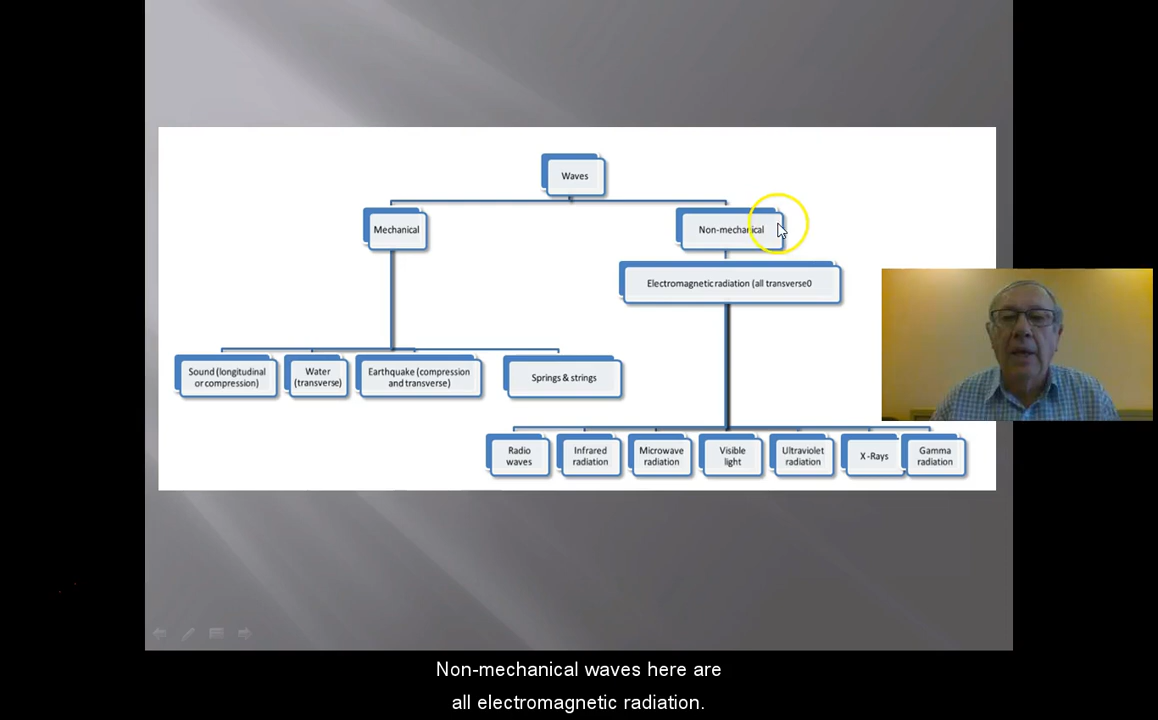 Waves
Mechanical
Non-mechanical
Electromagnetic radiation (all transverse0
Sound (longitudinal
or compression)
Water
(transverse)
Earthquake (compression
and transverse)
Springs & strings
Radio
waves
Infrared
radiation
Microwave
radiation
Visible
light
Ultraviolet
radiation
X -Rays
Gamma
radiation
Non-mechanical waves here are
all electromagnetic radiation.